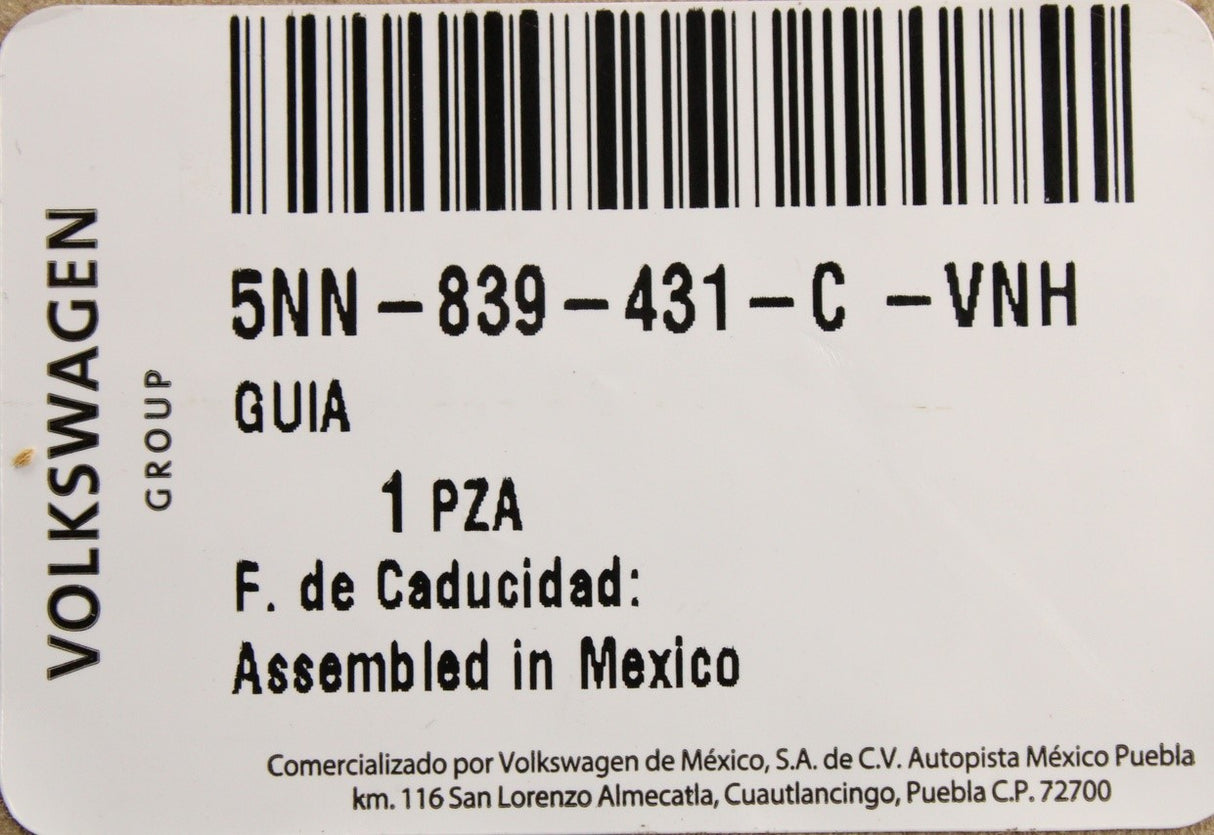 VOLKSWAGEN
GROUP
5NN-839-431-C -VNH
GUIA
1 PZA
F. de Caducidad:
Assembled in Mexico
Comercializado por Volkswagen de México, S.A. de C.V. Autopista México Puebla
km. 116 San Lorenzo Almecatla, Cuautlancingo, Puebla C.P. 72700